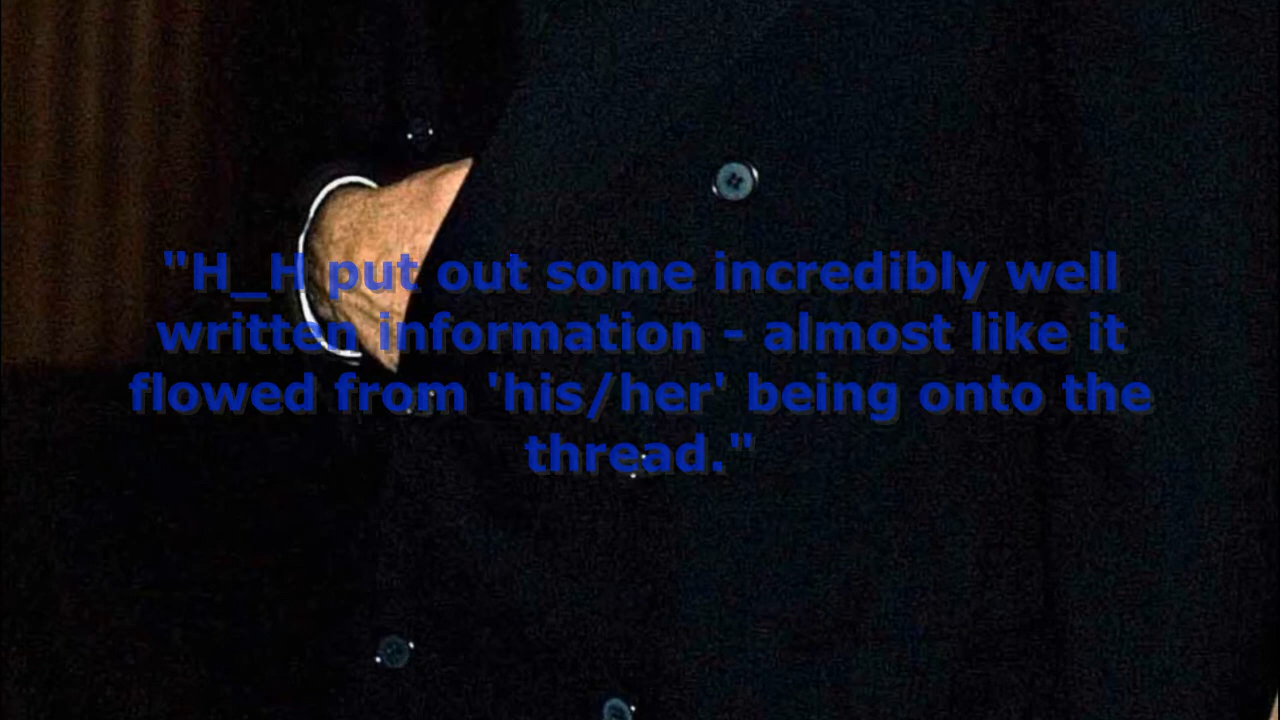 "H_H put out some incredibly well
written information - almost like it
flowed from 'his/her' being onto the
thread."